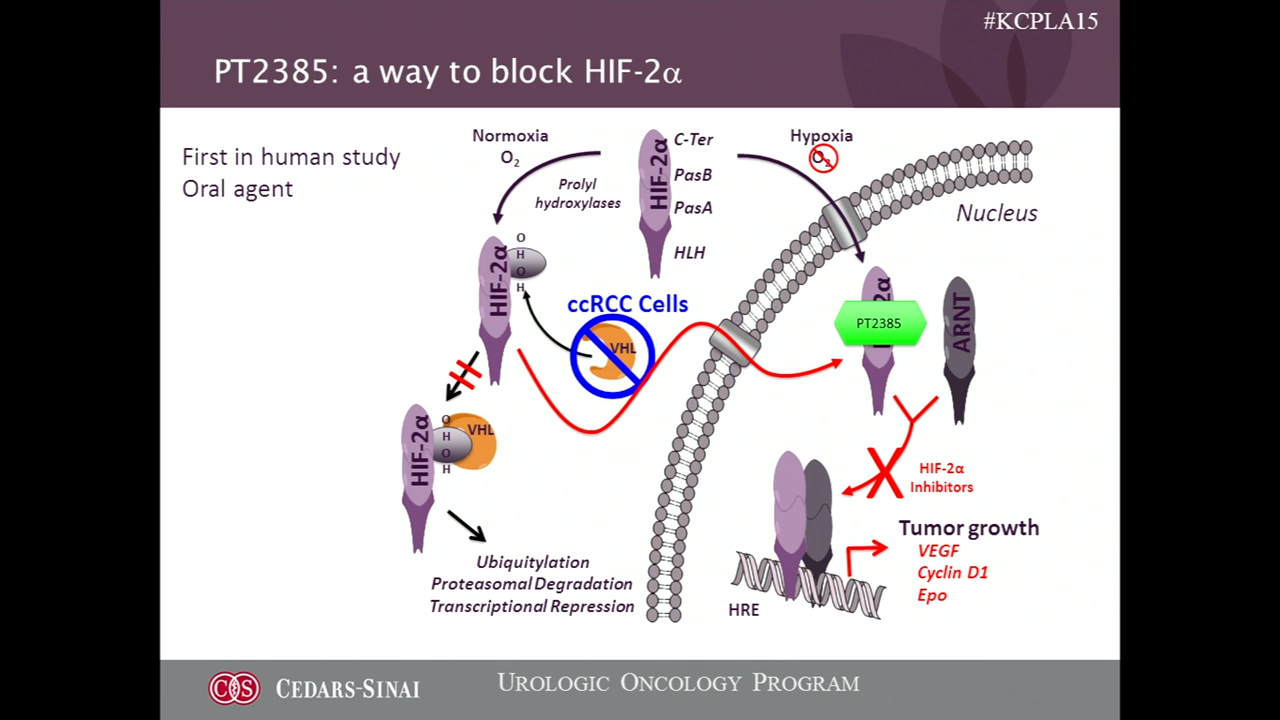 #KCPLA15
PT2385: a way to block HIF-2α
First in human study
Oral agent
Normoxia
O2
Prolyl
hydroxylases
HIF-2α
C-Ter
PasB
PasA
HLH
Hypoxia
O2
Nucleus
HIF-2α
O
H
O
H
ccRCC Cells
VHL
2α
PT2385
ARNT
HIF-2α
O
H
O
H
VHL
X
HIF-2α
Inhibitors
Ubiquitylation
Proteasomal Degradation
Transcriptional Repression
Tumor growth
VEGF
Cyclin D1
Epo
HRE
CS
CEDARS-SINAI
UROLOGIC ONCOLOGY PROGRAM